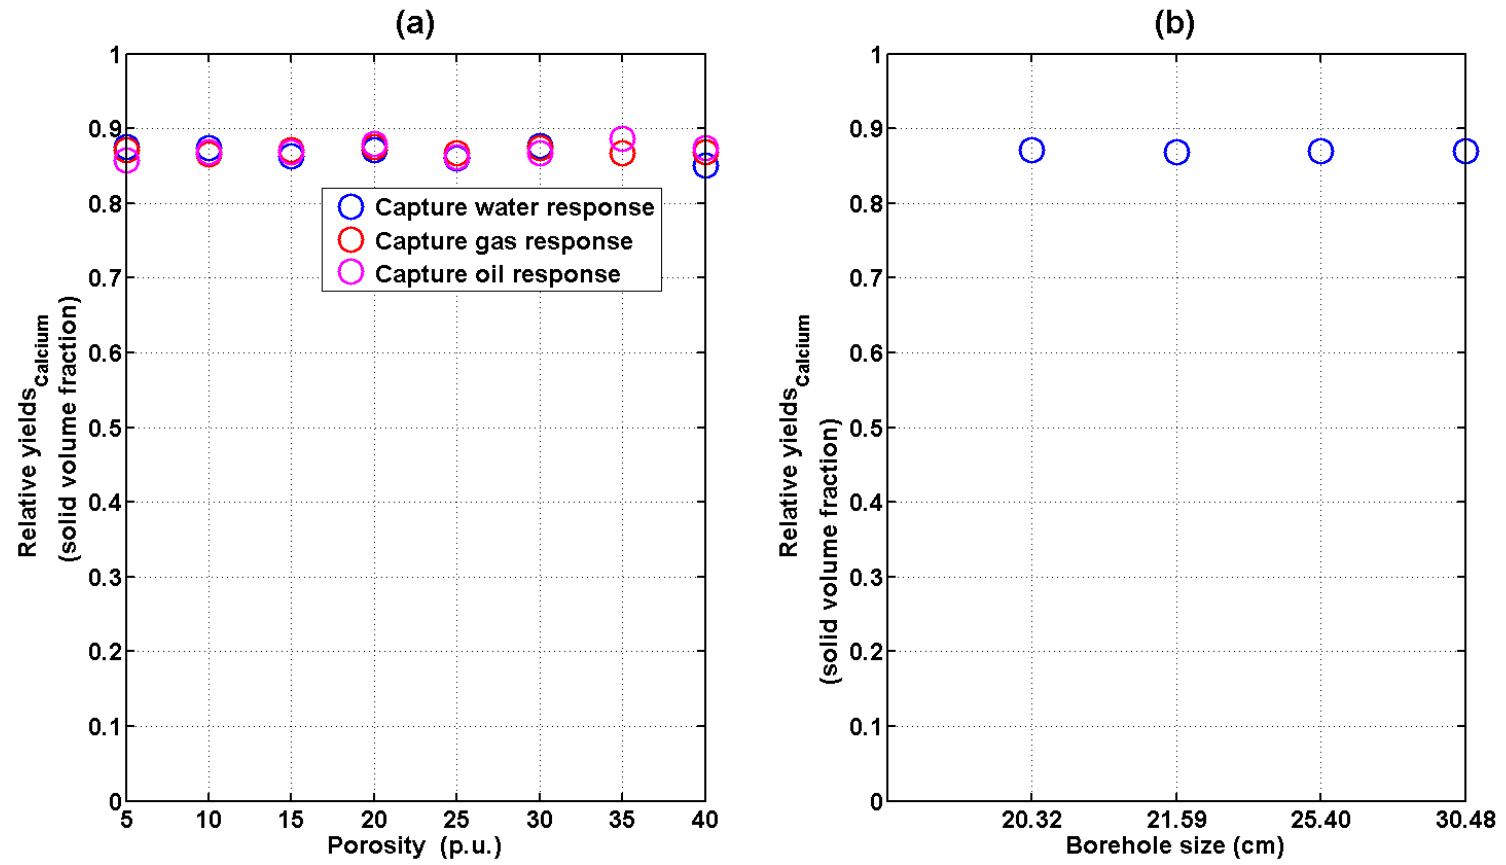 (a)
1
0.9
0.8
0.7
0.6
0.5
0.4
0.3
0.2
0.1
0
5 10 15 20 25 30 35 40
Porosity (p.u.)
Relative yieldsCalcium
(solid volume fraction)
Capture water response
Capture gas response
Capture oil response
(b)
1
0.9
0.8
0.7
0.6
0.5
0.4
0.3
0.2
0.1
0
20.32 21.59 25.40 30.48
Borehole size (cm)
Relative yieldsCalcium
(solid volume fraction)